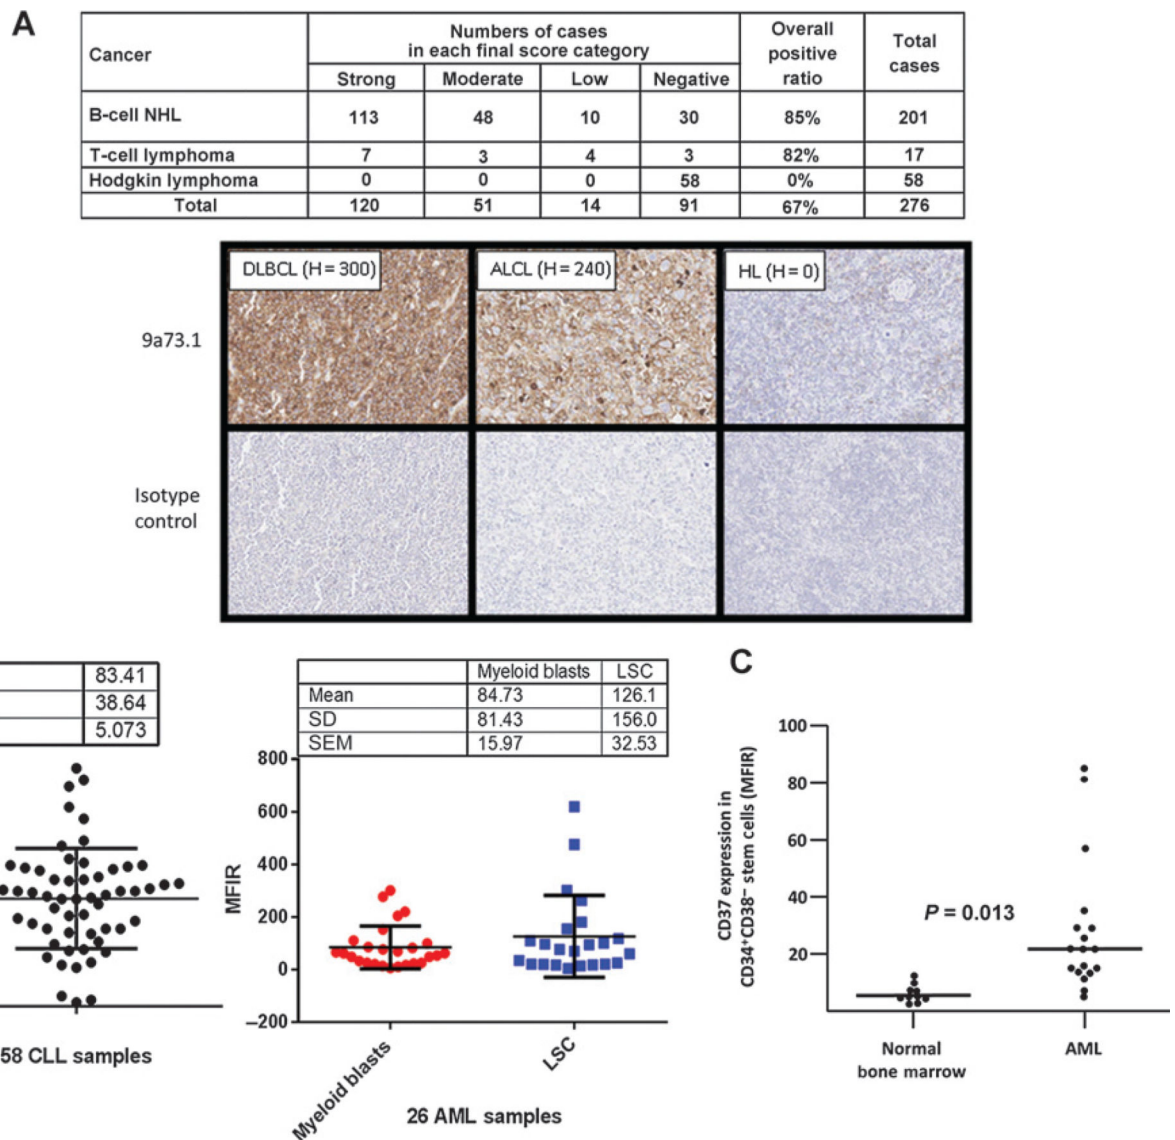 A
Cancer
Numbers of cases
in each final score category
Overall
positive
ratio
Total
cases
Strong Moderate Low Negative
B-cell NHL 113 48 10 30 85% 201
T-cell lymphoma 7 3 4 3 82% 17
Hodgkin lymphoma 0 0 0 58 0% 58
Total 120 51 14 91 67% 276
DLBCL (H = 300) ALCL (H = 240) HL (H = 0)
9a73.1
Isotype
control
83.41
38.64
5.073
58 CLL samples
Myeloid blasts LSC
Mean 84.73 126.1
SD 81.43 156.0
SEM 15.97 32.53
MFIR
800
600
400
200
0
–200
Myeloid blasts
LSC
26 AML samples
C
CD37 expression in
CD34⁺CD38⁻ stem cells (MFIR)
100
80
60
40
20
P = 0.013
Normal
bone marrow
AML